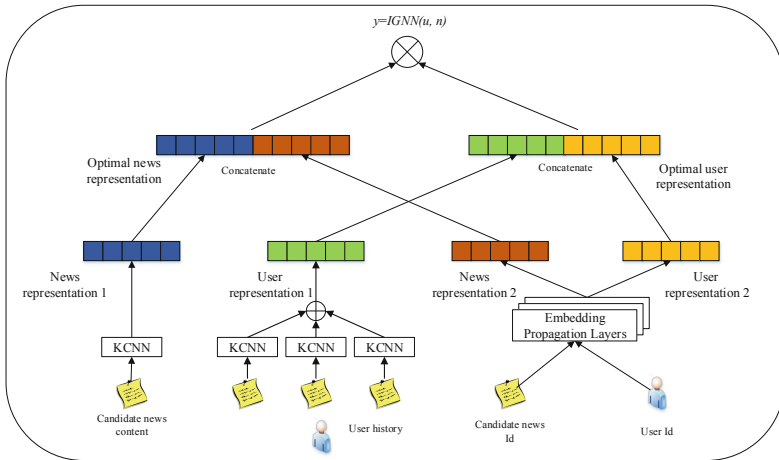 y=IGNN(u, n)
Optimal news
representation
Concatenate
Concatenate
Optimal user
representation
News
representation 1
User
representation 1
News
representation 2
User
representation 2
Embedding
Propagation Layers
KCNN
KCNN
KCNN
KCNN
Candidate news
content
User history
Candidate news
Id
User Id